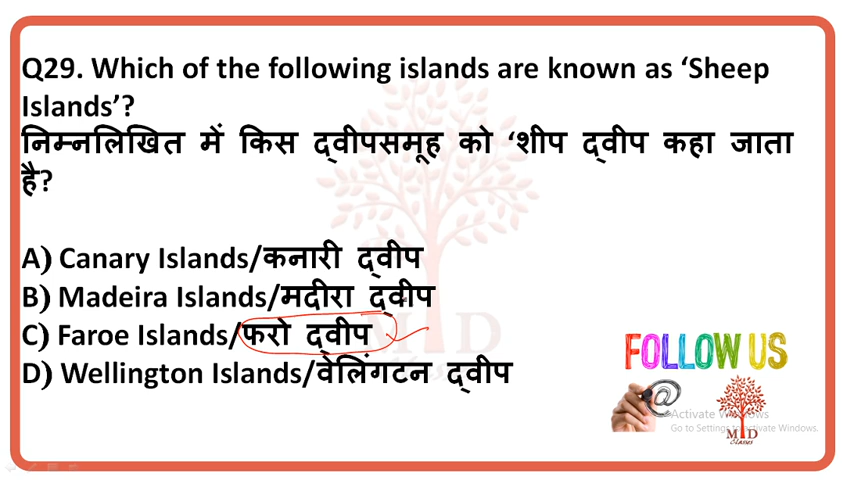 Q29. Which of the following islands are known as ‘Sheep
Islands’?
निम्नलिखित में किस द्वीपसमूह को ‘शीप द्वीप कहा जाता
है?
A) Canary Islands/कनारी द्वीप
B) Madeira Islands/मदीरा द्वीप
C) Faroe Islands/फरो द्वीप
D) Wellington Islands/वेलिंगटन द्वीप
FOLLOW US
@
Activate Windows
Go to Settings to activate Windows.
M D
Classes